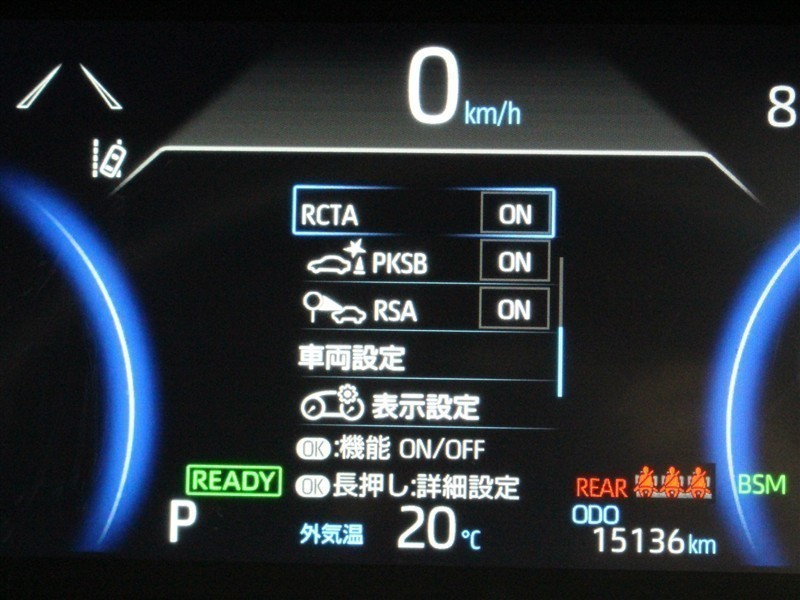 0 km/h
8
RCTA ON
PKSB ON
RSA ON
車両設定
表示設定
OK:機能 ON/OFF
OK長押し:詳細設定
READY
REAR
BSM
P
外気温 20℃
ODO
15136km